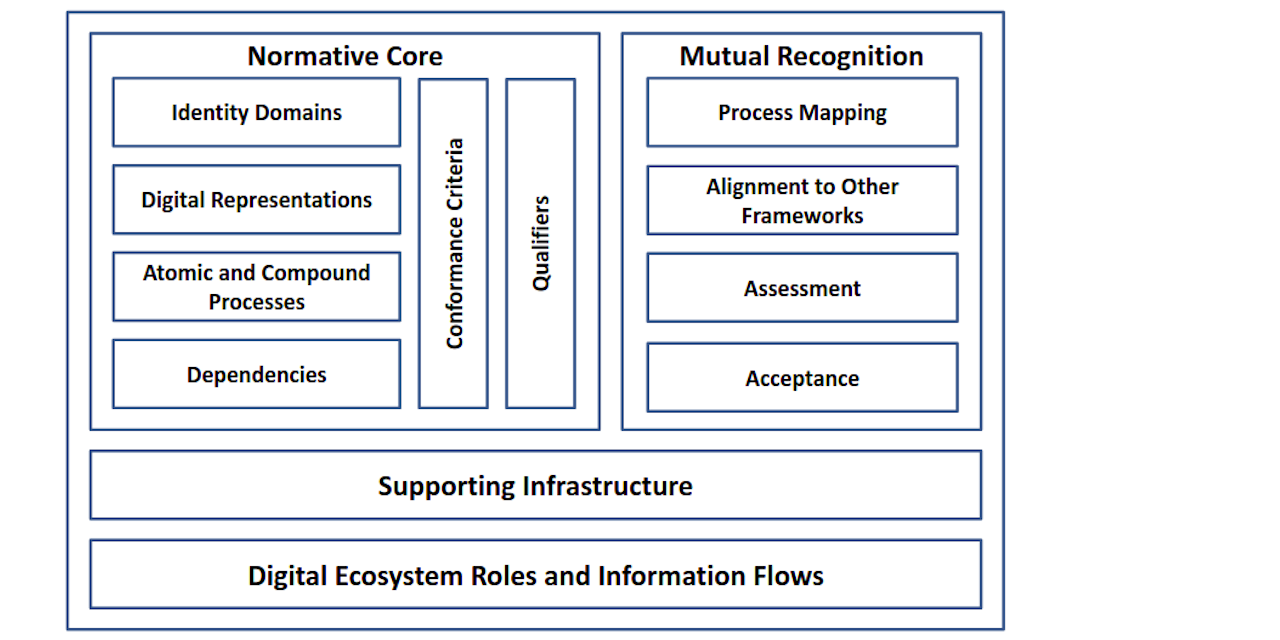 Normative Core
Identity Domains
Digital Representations
Atomic and Compound
Processes
Dependencies
Conformance Criteria
Qualifiers
Mutual Recognition
Process Mapping
Alignment to Other
Frameworks
Assessment
Acceptance
Supporting Infrastructure
Digital Ecosystem Roles and Information Flows